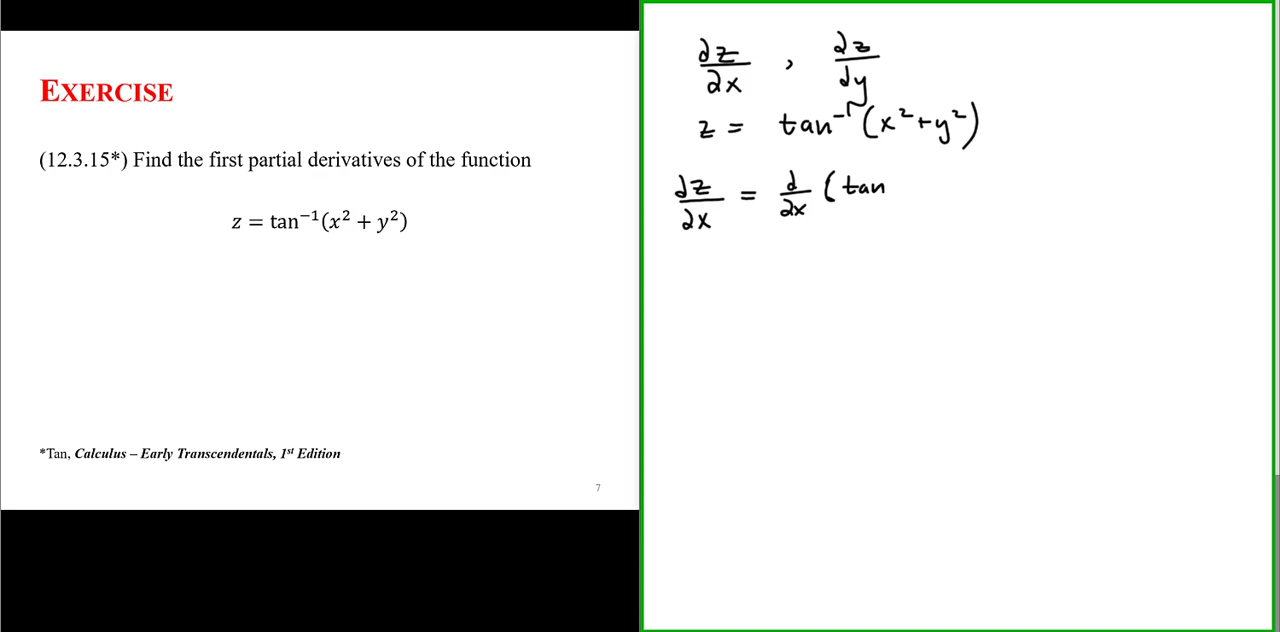 EXERCISE
(12.3.15*) Find the first partial derivatives of the function
z = tan⁻¹(x² + y²)
*Tan, Calculus – Early Transcendentals, 1st Edition
7
∂z/∂x , ∂z/∂y
z = tan⁻¹(x²+y²)
∂z/∂x = ∂/∂x (tan